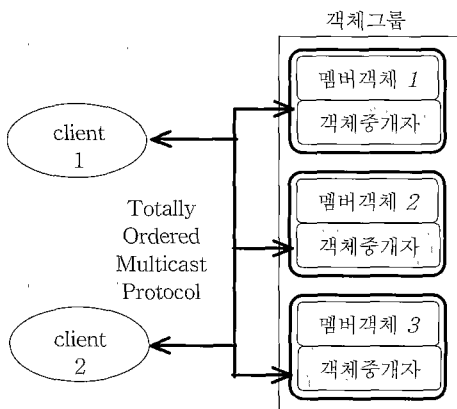 객체그룹
멤버객체 1
객체중개자
client
1
멤버객체 2
객체중개자
Totally
Ordered
Multicast
Protocol
멤버객체 3
객체중개자
client
2